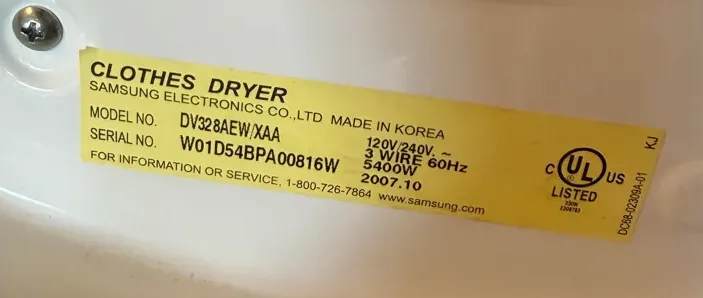 CLOTHES DRYER
SAMSUNG ELECTRONICS CO.,LTD MADE IN KOREA
MODEL NO. DV328AEW/XAA
SERIAL NO. W01D54BPA00816W
120V/240V. ~
3 WIRE 60Hz
5400W
2007.10
FOR INFORMATION OR SERVICE, 1-800-726-7864 www.samsung.com
C UL US
LISTED
DC68-02309A-01
KJ